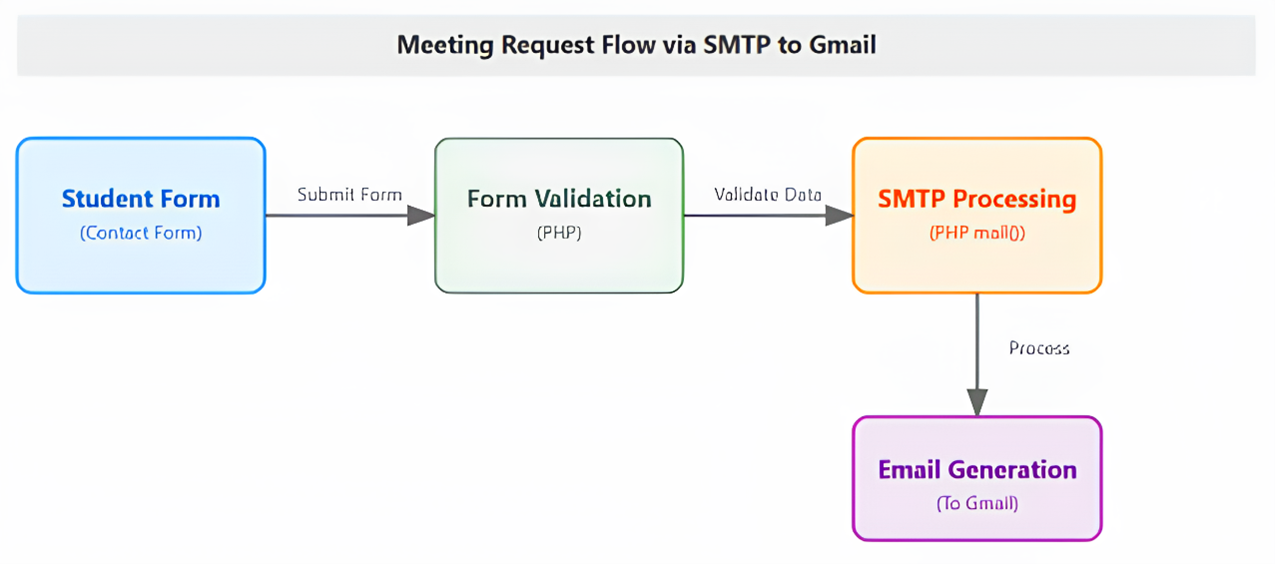 Meeting Request Flow via SMTP to Gmail
Student Form
(Contact Form)
Submit Form
Form Validation
(PHP)
Validate Data
SMTP Processing
(PHP mail())
Process
Email Generation
(To Gmail)